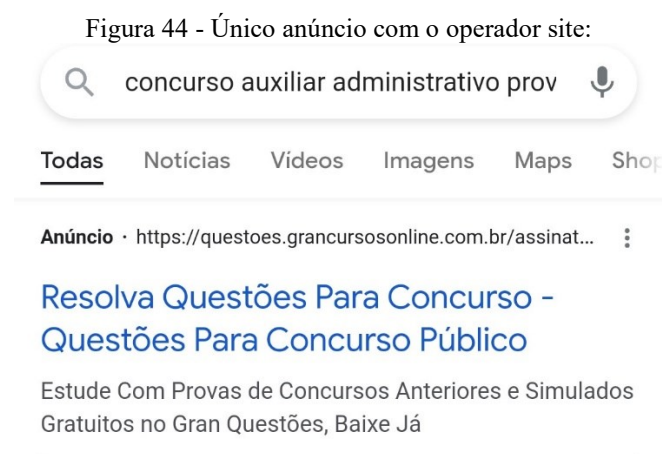 Figura 44 - Único anúncio com o operador site:
concurso auxiliar administrativo prov
Todas Notícias Vídeos Imagens Maps Shop
Anúncio · https://questoes.grancursosonline.com.br/assinat...
Resolva Questões Para Concurso -
Questões Para Concurso Público
Estude Com Provas de Concursos Anteriores e Simulados
Gratuitos no Gran Questões, Baixe Já